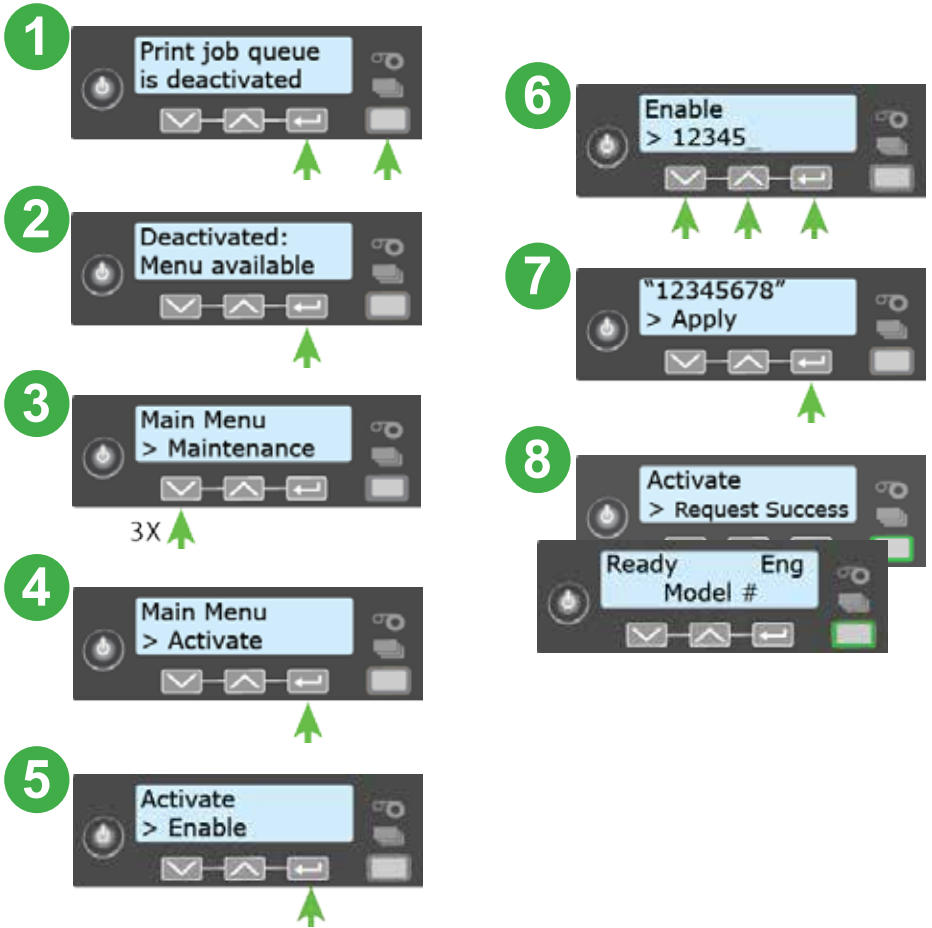 1
Print job queue
is deactivated
2
Deactivated:
Menu available
3
Main Menu
> Maintenance
3X
4
Main Menu
> Activate
5
Activate
> Enable
6
Enable
> 12345_
7
"12345678"
> Apply
8
Activate
> Request Success
Ready Eng
Model #